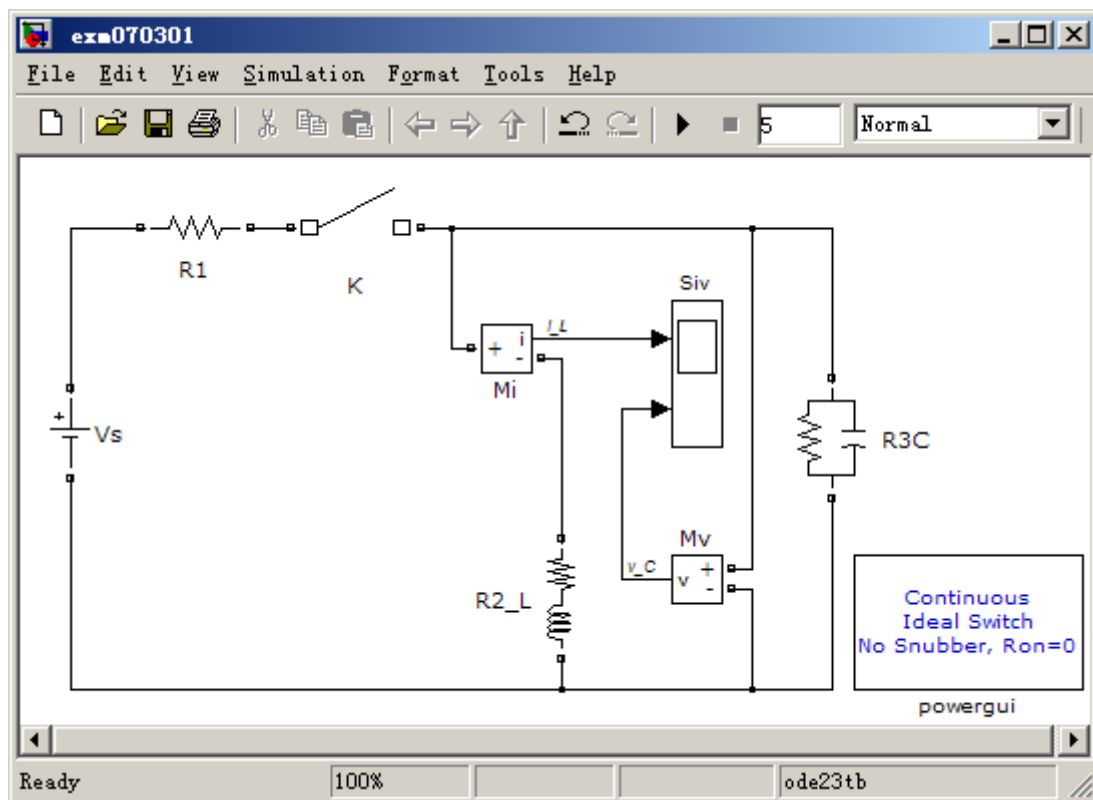 exm070301
File Edit View Simulation Format Tools Help
5 Normal
R1
K
Siv
+ i -
I_L
Mi
+
Vs
R3C
Mv
v + -
v_C
R2_L
Continuous
Ideal Switch
No Snubber, Ron=0
powergui
Ready 100% ode23tb